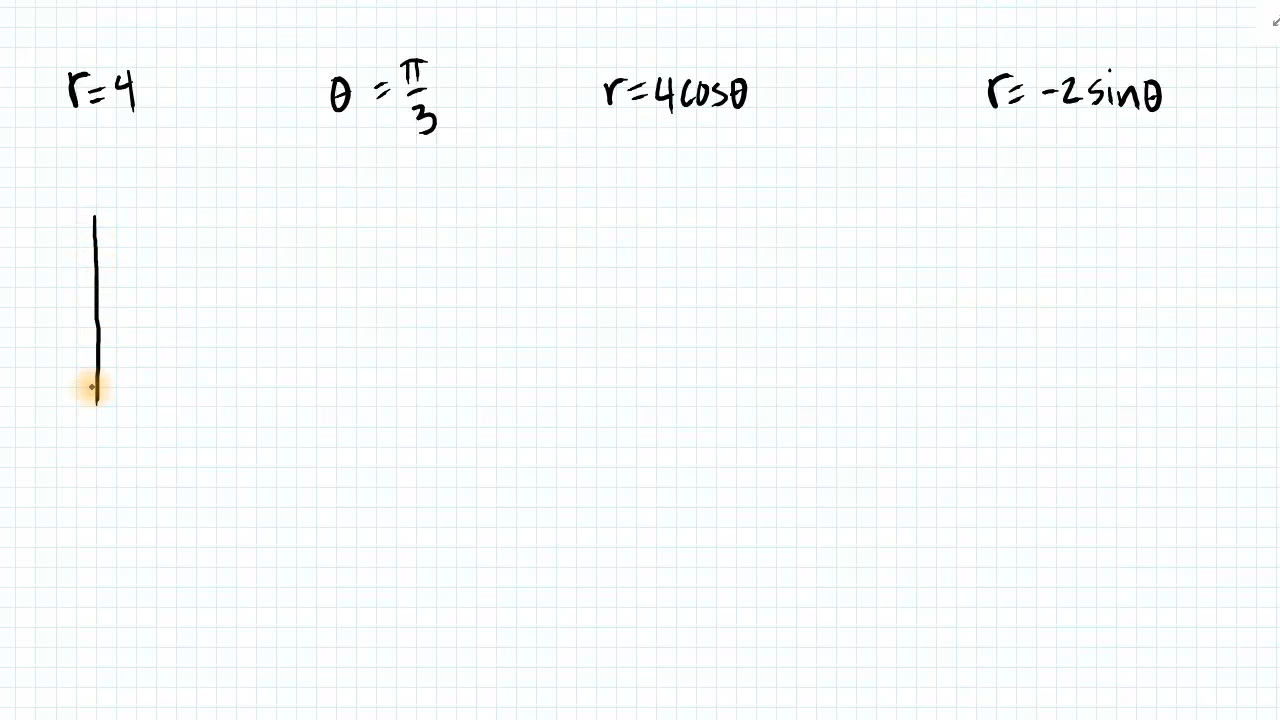 r=4 θ = π/3 r=4cosθ r= -2sinθ